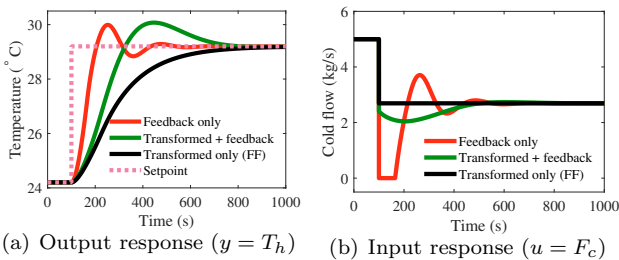 Temperature (°C)
30
28
26
24
0
200
400
600
800
1000
Feedback only
Transformed + feedback
Transformed only (FF)
Setpoint
Time (s)
(a) Output response (y = T_h)
Cold flow (kg/s)
6
4
2
0
0
200
400
600
800
1000
Feedback only
Transformed + feedback
Transformed only (FF)
Time (s)
(b) Input response (u = F_c)